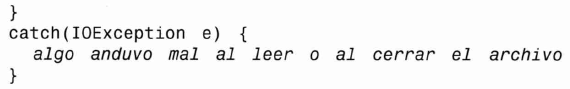 }
catch(IOException e) {
algo anduvo mal al leer o al cerrar el archivo
}